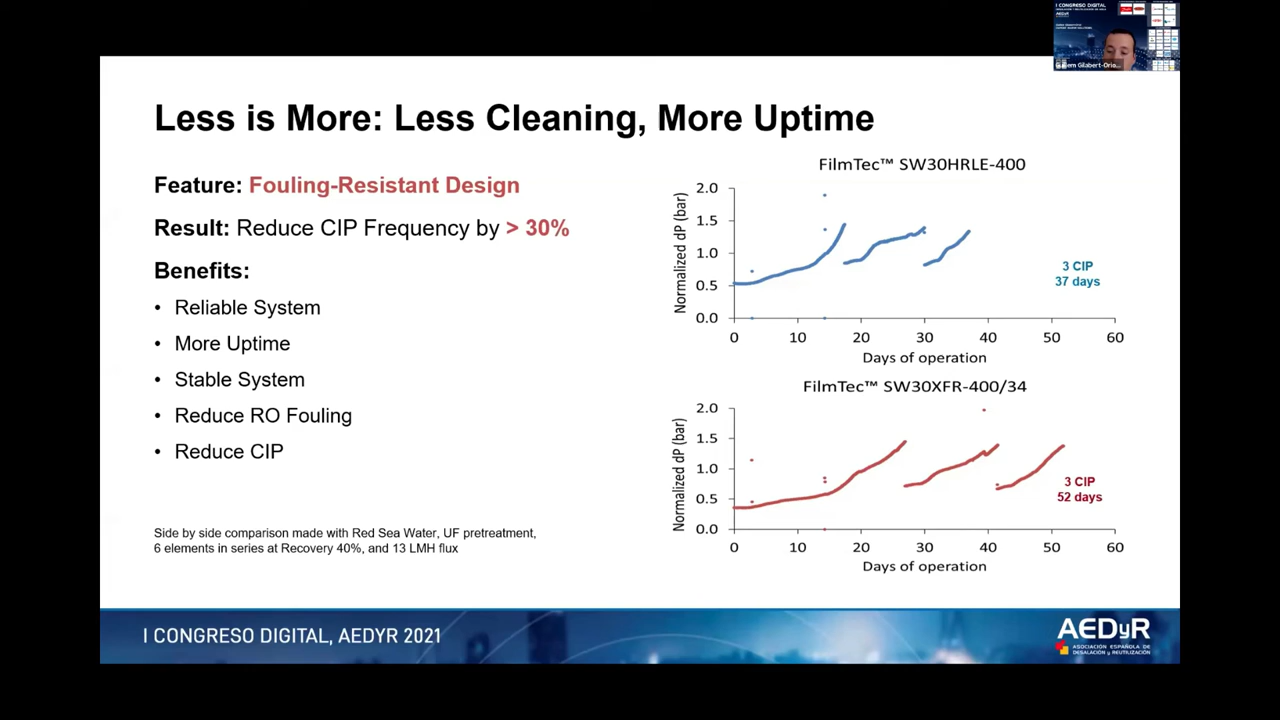 I CONGRESO DIGITAL
AEDYR
Less is More: Less Cleaning, More Uptime
Feature: Fouling-Resistant Design
Result: Reduce CIP Frequency by > 30%
Benefits:
• Reliable System
• More Uptime
• Stable System
• Reduce RO Fouling
• Reduce CIP
Side by side comparison made with Red Sea Water, UF pretreatment,
6 elements in series at Recovery 40%, and 13 LMH flux
FilmTec™ SW30HRLE-400
Normalized dP (bar)
2.0
1.5
1.0
0.5
0.0
0 10 20 30 40 50 60
Days of operation
3 CIP
37 days
FilmTec™ SW30XFR-400/34
Normalized dP (bar)
2.0
1.5
1.0
0.5
0.0
0 10 20 30 40 50 60
Days of operation
3 CIP
52 days
I CONGRESO DIGITAL, AEDYR 2021
AEDyR
ASOCIACIÓN ESPAÑOLA DE
DESALACIÓN y REUTILIZACIÓN